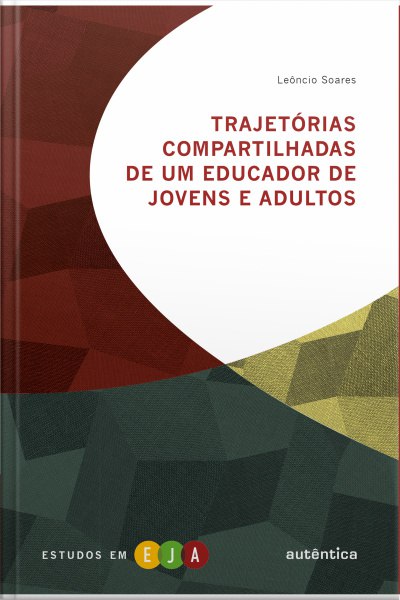 Leôncio Soares
TRAJETÓRIAS
COMPARTILHADAS
DE UM EDUCADOR DE
JOVENS E ADULTOS
ESTUDOS EM EJA
autêntica